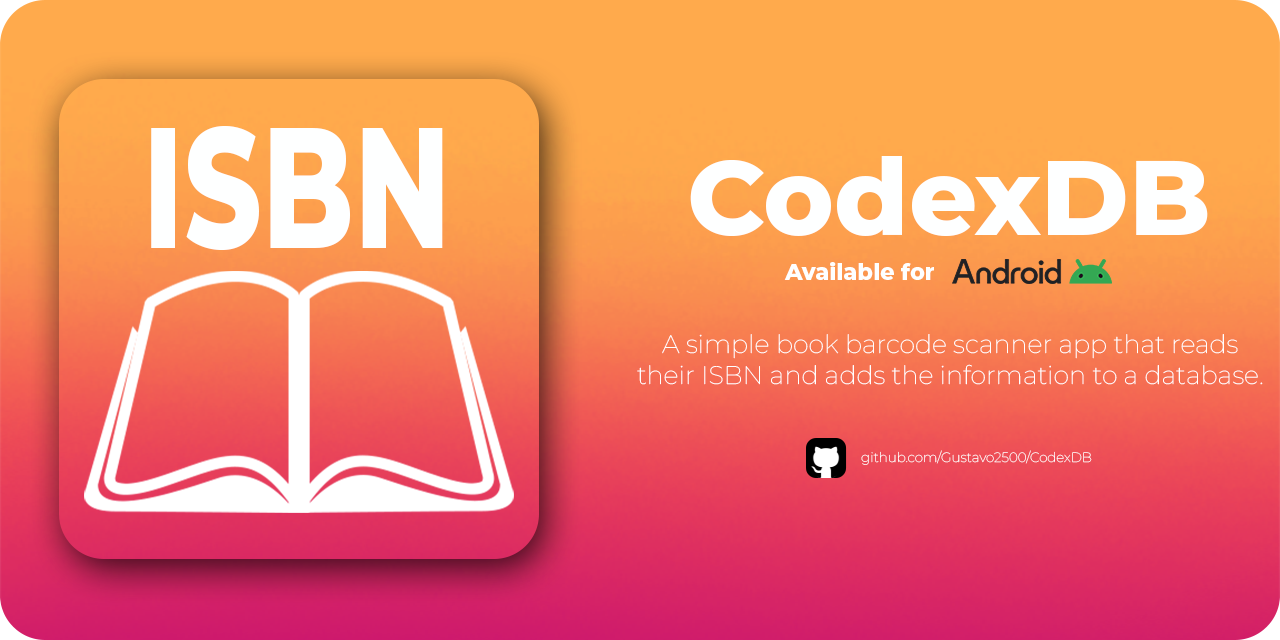 ISBN
CodexDB
Available for Android
A simple book barcode scanner app that reads
their ISBN and adds the information to a database.
github.com/Gustavo2500/CodexDB